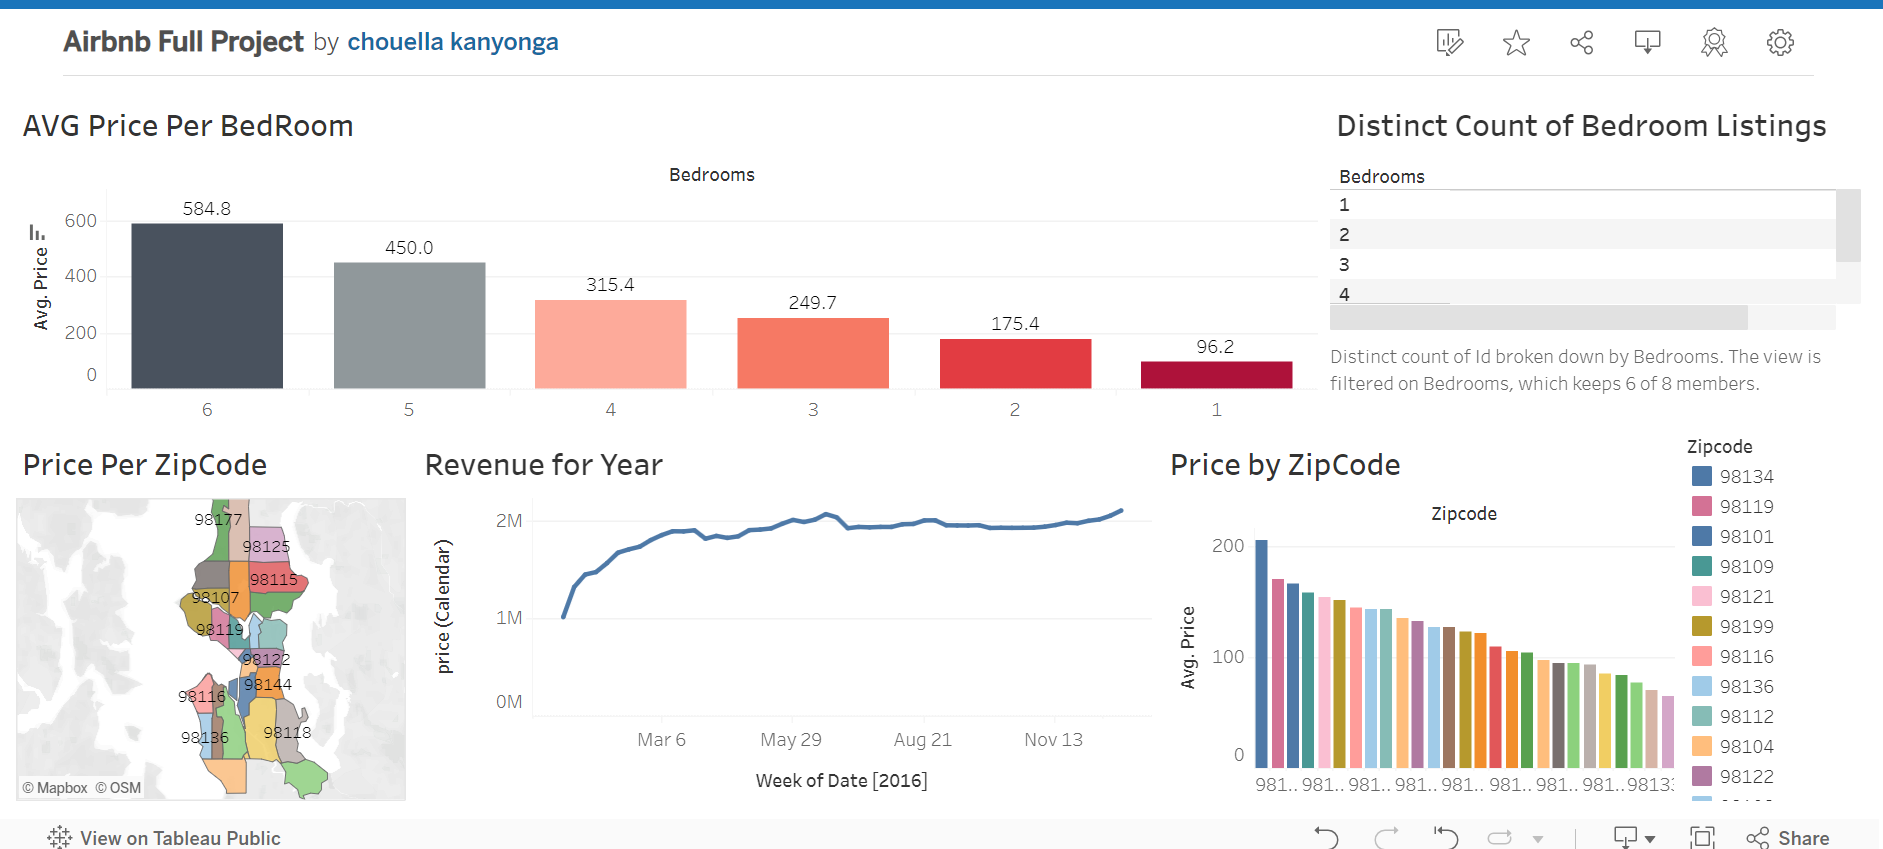 Airbnb Full Project by chouella kanyonga
AVG Price Per BedRoom
Bedrooms
Avg. Price
600
400
200
0
584.8
450.0
315.4
249.7
175.4
96.2
6
5
4
3
2
1
Distinct Count of Bedroom Listings
Bedrooms
1
2
3
4
Distinct count of Id broken down by Bedrooms. The view is
filtered on Bedrooms, which keeps 6 of 8 members.
Price Per ZipCode
98177
98125
98115
98107
98119
98122
98144
98116
98118
98136
© Mapbox © OSM
Revenue for Year
price (Calendar)
2M
1M
0M
Mar 6
May 29
Aug 21
Nov 13
Week of Date [2016]
Price by ZipCode
Zipcode
Avg. Price
200
100
0
981.. 981.. 981.. 981.. 981.. 981.. 981.. 981.. 98133
Zipcode
98134
98119
98101
98109
98121
98199
98116
98136
98112
98104
98122
View on Tableau Public
Share